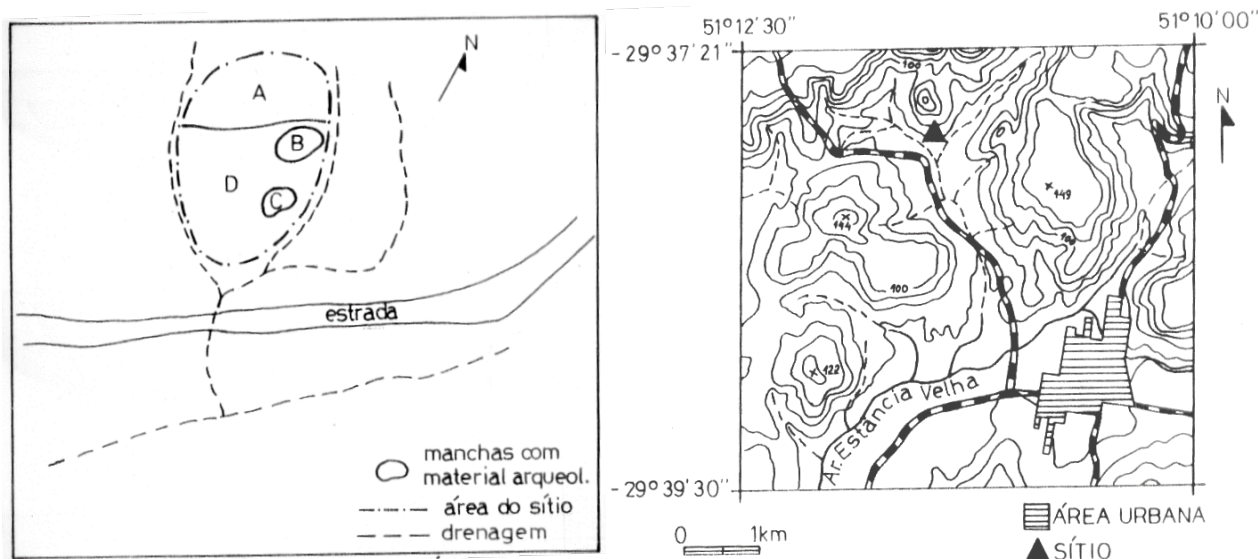 N
A
B
D
C
estrada
manchas com
material arqueol.
área do sítio
drenagem
51° 12' 30"
51° 10' 00"
-29° 37' 21"
100
N
149
144
100
100
122
Ar. Estância Velha
-29° 39' 30"
0 1km
ÁREA URBANA
SÍTIO